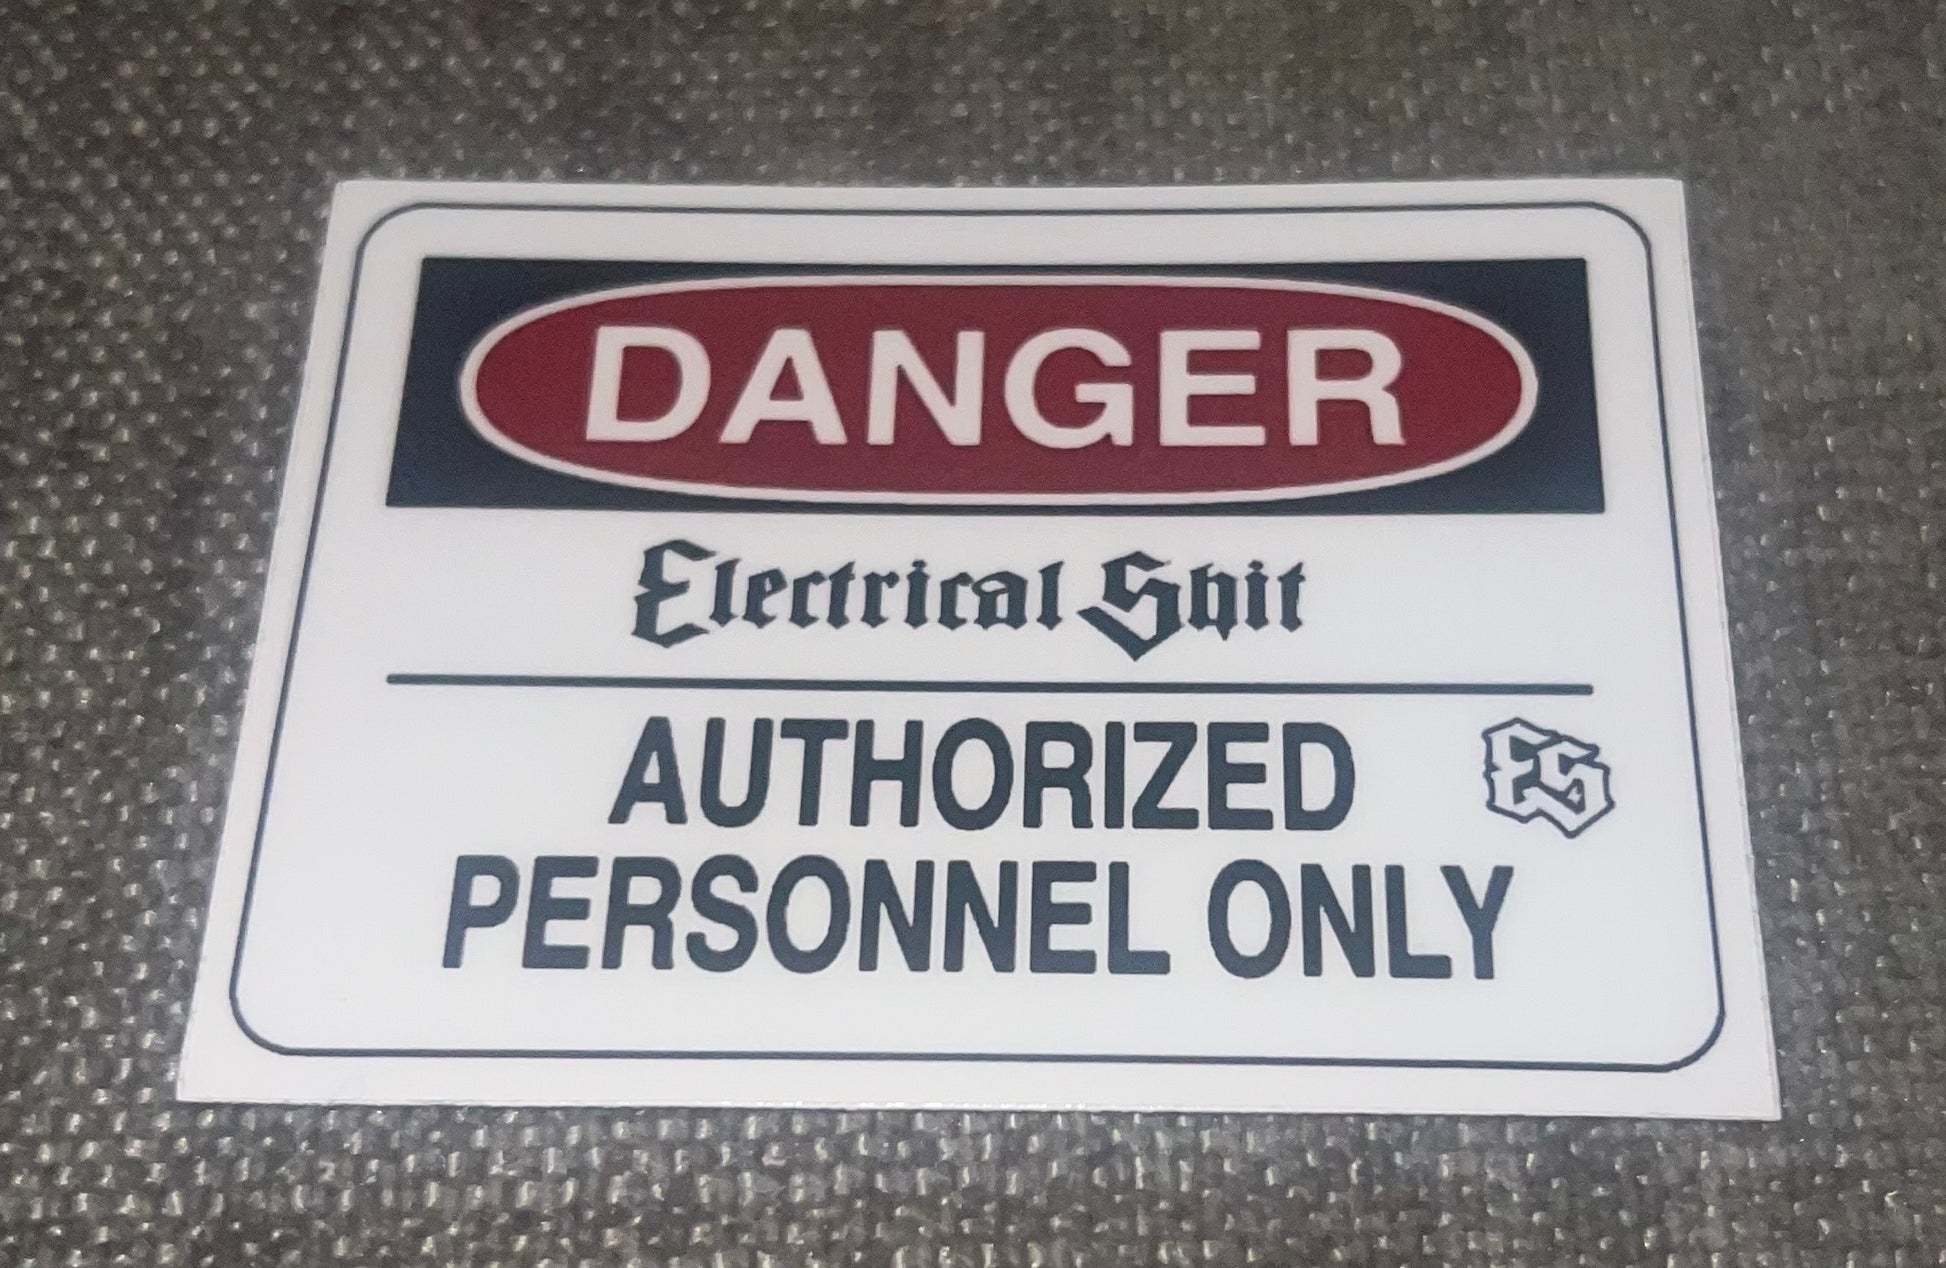 DANGER
Electrical Shit
AUTHORIZED
ES
PERSONNEL ONLY